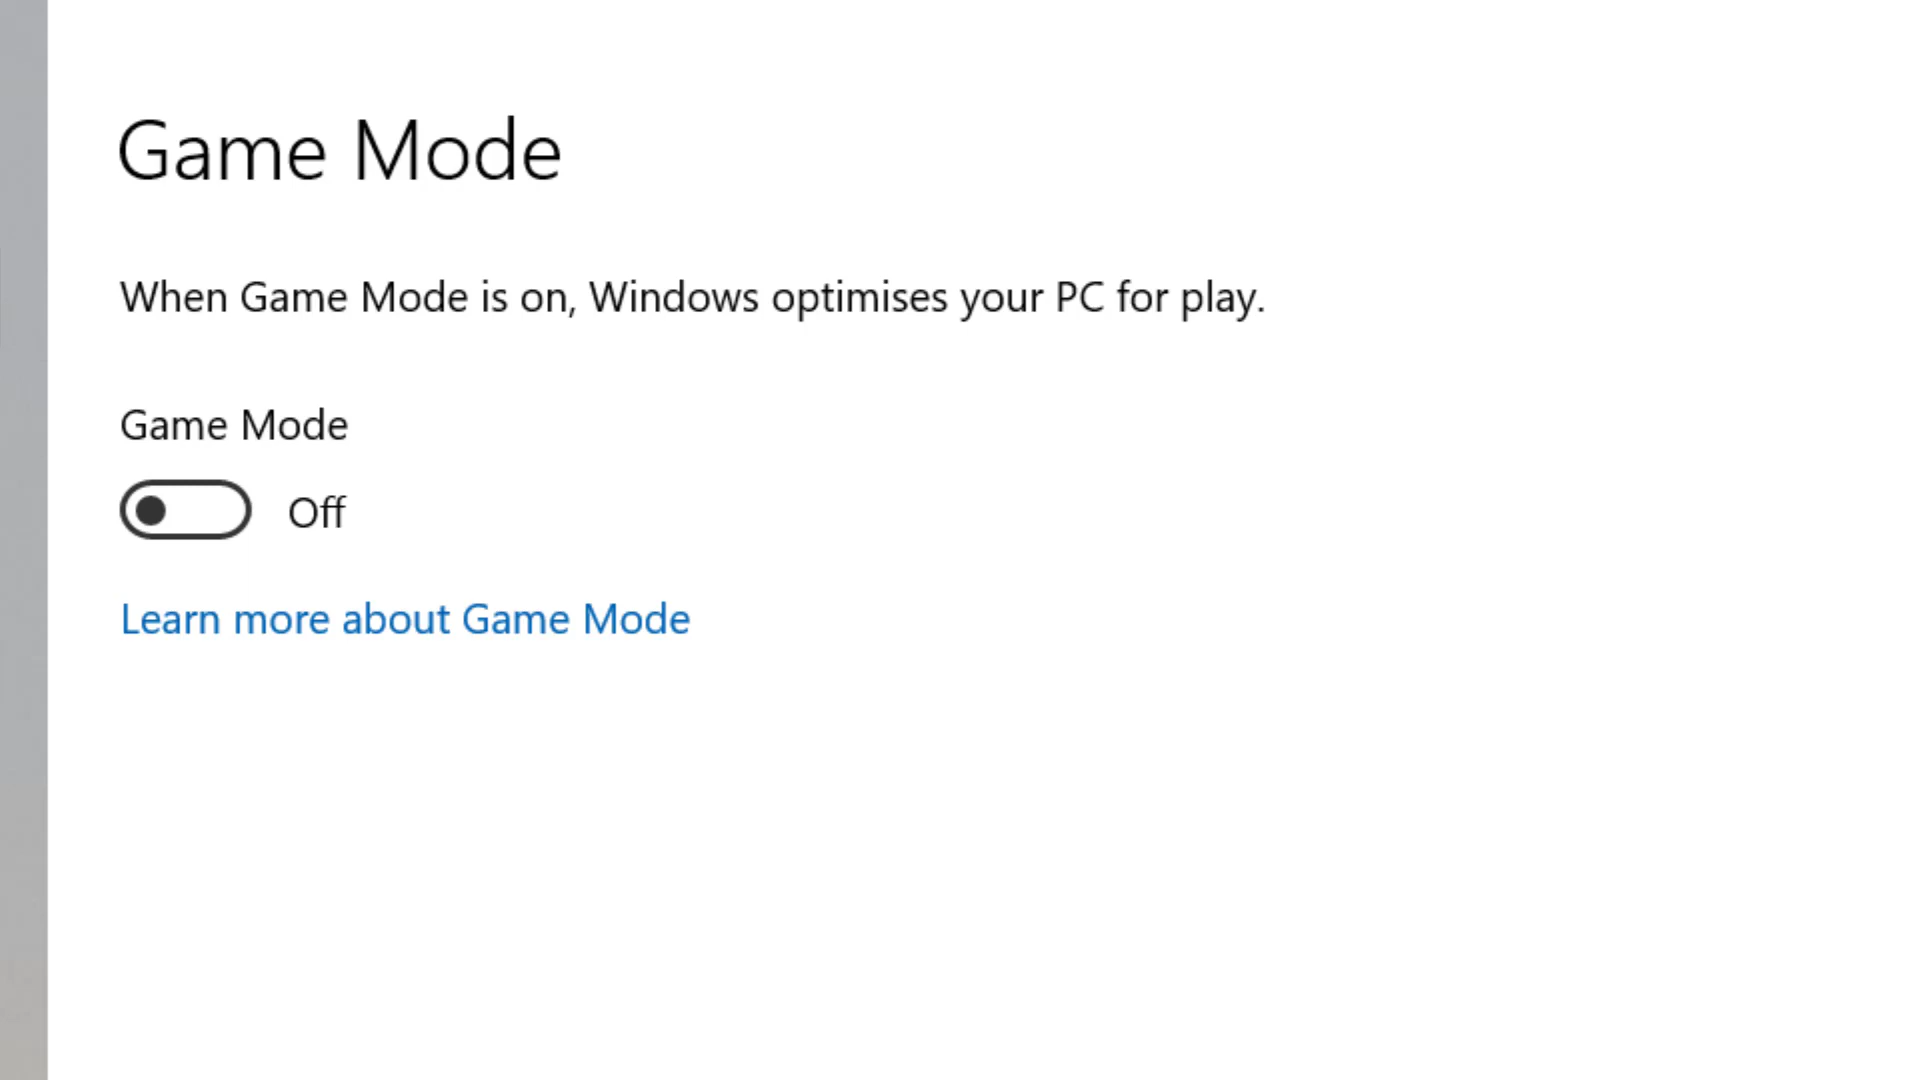 Game Mode
When Game Mode is on, Windows optimises your PC for play.
Game Mode
Off
Learn more about Game Mode